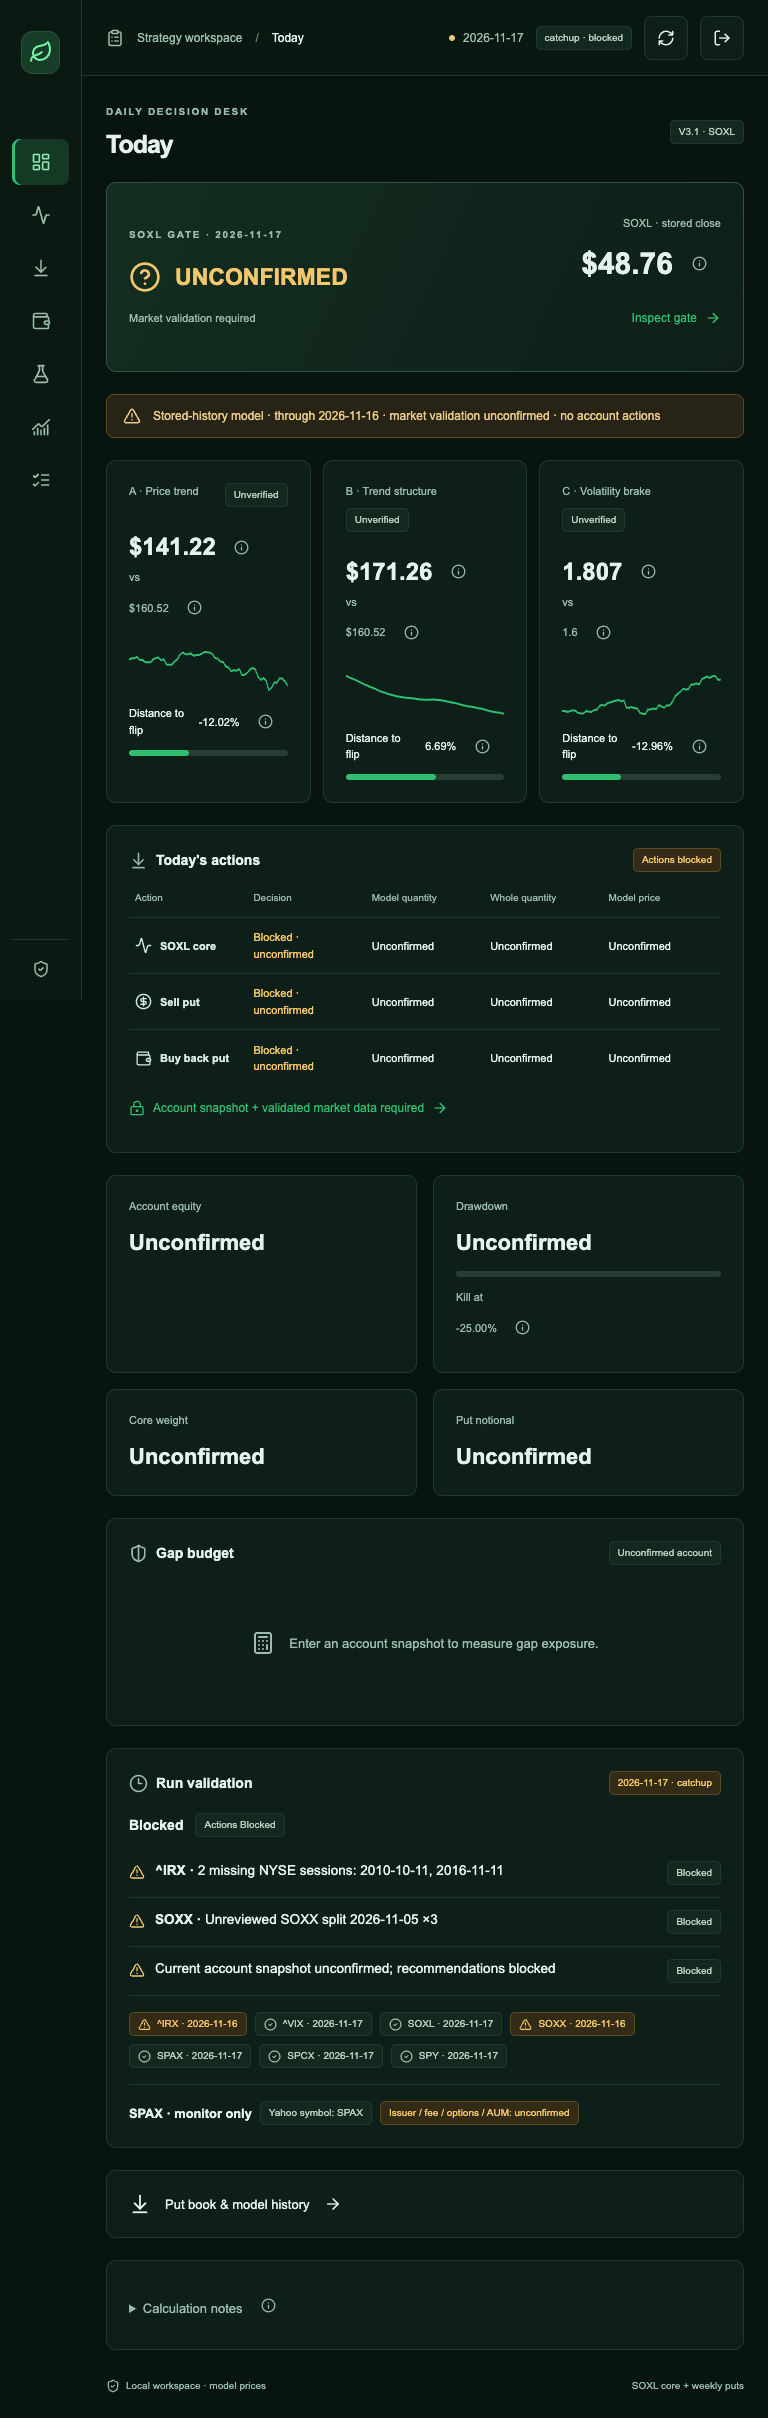 Strategy workspace / Today
2026-11-17
catchup · blocked
DAILY DECISION DESK
Today
V3.1 · SOXL
SOXL GATE · 2026-11-17
UNCONFIRMED
Market validation required
SOXL · stored close
$48.76
Inspect gate
Stored-history model · through 2026-11-16 · market validation unconfirmed · no account actions
A · Price trend
Unverified
$141.22
vs
$160.52
Distance to
flip
-12.02%
B · Trend structure
Unverified
$171.26
vs
$160.52
Distance to
flip
6.69%
C · Volatility brake
Unverified
1.807
vs
1.6
Distance to
flip
-12.96%
Today's actions
Actions blocked
Action Decision Model quantity Whole quantity Model price
SOXL core Blocked · unconfirmed Unconfirmed Unconfirmed Unconfirmed
Sell put Blocked · unconfirmed Unconfirmed Unconfirmed Unconfirmed
Buy back put Blocked · unconfirmed Unconfirmed Unconfirmed Unconfirmed
Account snapshot + validated market data required
Account equity
Unconfirmed
Drawdown
Unconfirmed
Kill at
-25.00%
Core weight
Unconfirmed
Put notional
Unconfirmed
Gap budget
Unconfirmed account
Enter an account snapshot to measure gap exposure.
Run validation
2026-11-17 · catchup
Blocked
Actions Blocked
^IRX · 2 missing NYSE sessions: 2010-10-11, 2016-11-11
Blocked
SOXX · Unreviewed SOXX split 2026-11-05 ×3
Blocked
Current account snapshot unconfirmed; recommendations blocked
Blocked
^IRX · 2026-11-16
^VIX · 2026-11-17
SOXL · 2026-11-17
SOXX · 2026-11-16
SPAX · 2026-11-17
SPCX · 2026-11-17
SPY · 2026-11-17
SPAX · monitor only
Yahoo symbol: SPAX
Issuer / fee / options / AUM: unconfirmed
Put book & model history
Calculation notes
Local workspace · model prices
SOXL core + weekly puts